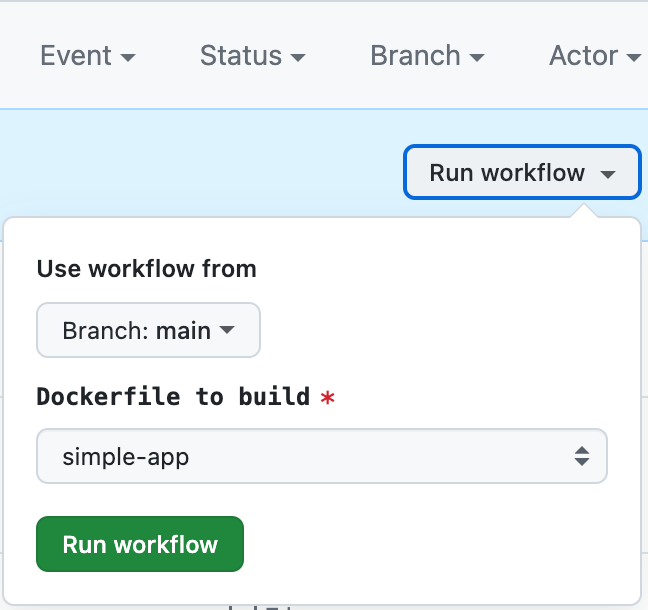 Event Status Branch Actor
Run workflow
Use workflow from
Branch: main
Dockerfile to build *
simple-app
Run workflow